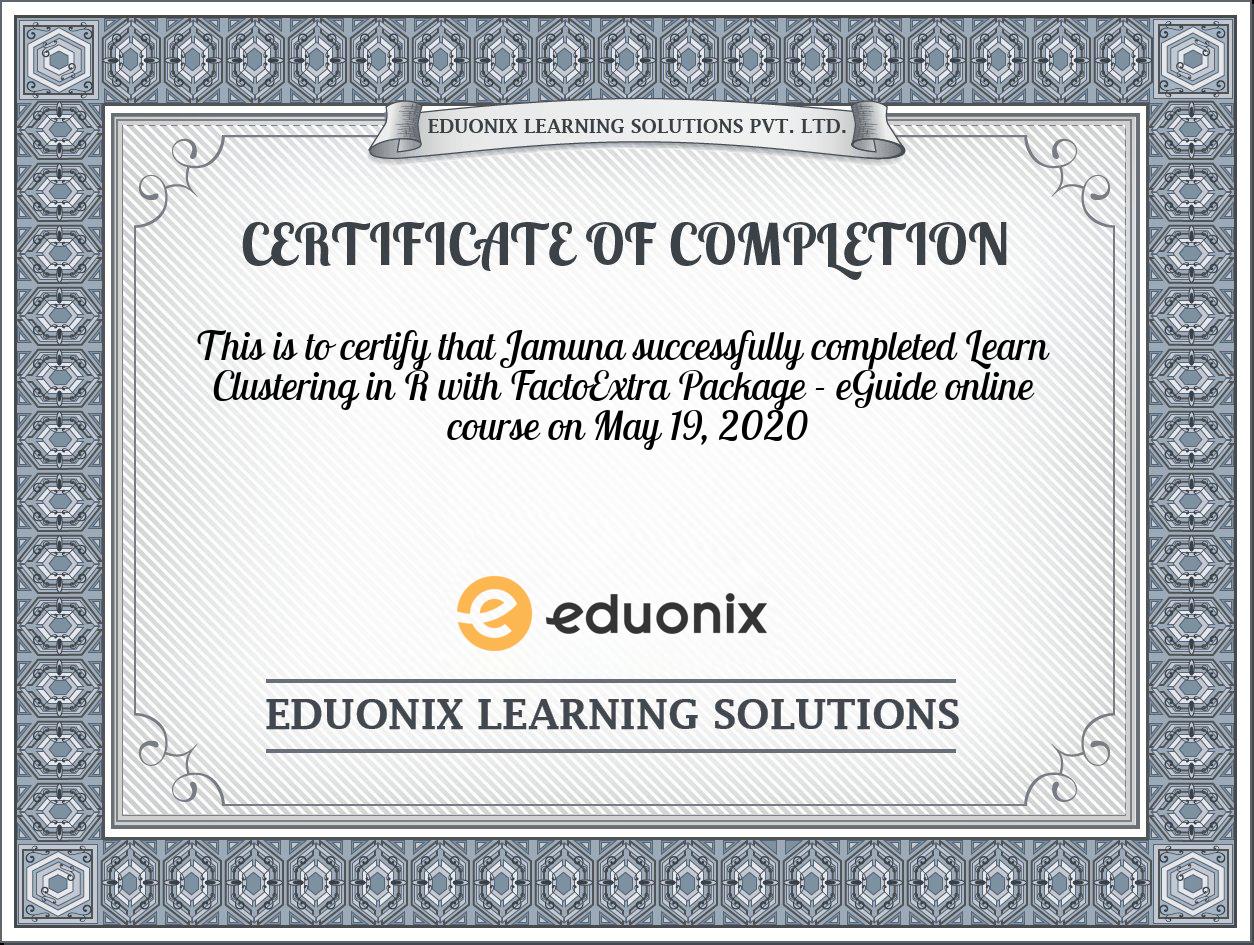 EDUONIX LEARNING SOLUTIONS PVT. LTD.
CERTIFICATE OF COMPLETION
This is to certify that Jamuna successfully completed Learn
Clustering in R with FactoExtra Package - eGuide online
course on May 19, 2020
e eduonix
EDUONIX LEARNING SOLUTIONS